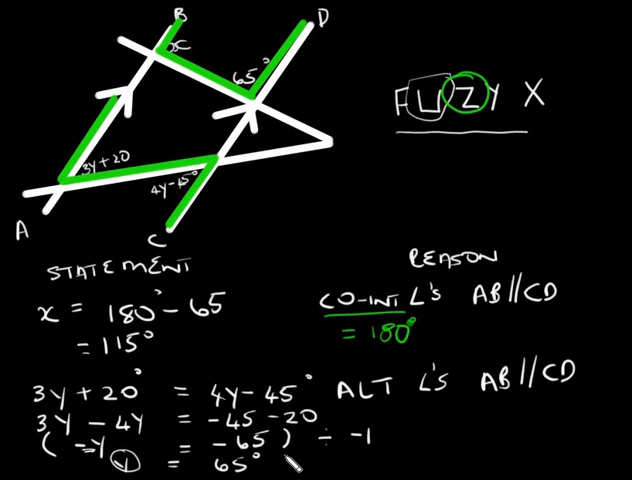 B
D
x
65°
FUZY X
3Y+20
4Y-45°
A
C
STATEMENT
REASON
x = 180° - 65
CO-INT L's AB//CD
= 115°
= 180°
3Y + 20° = 4Y - 45° ALT L's AB//CD
3Y - 4Y = -45 - 20
( -Y = -65 ) ÷ -1
Y = 65°